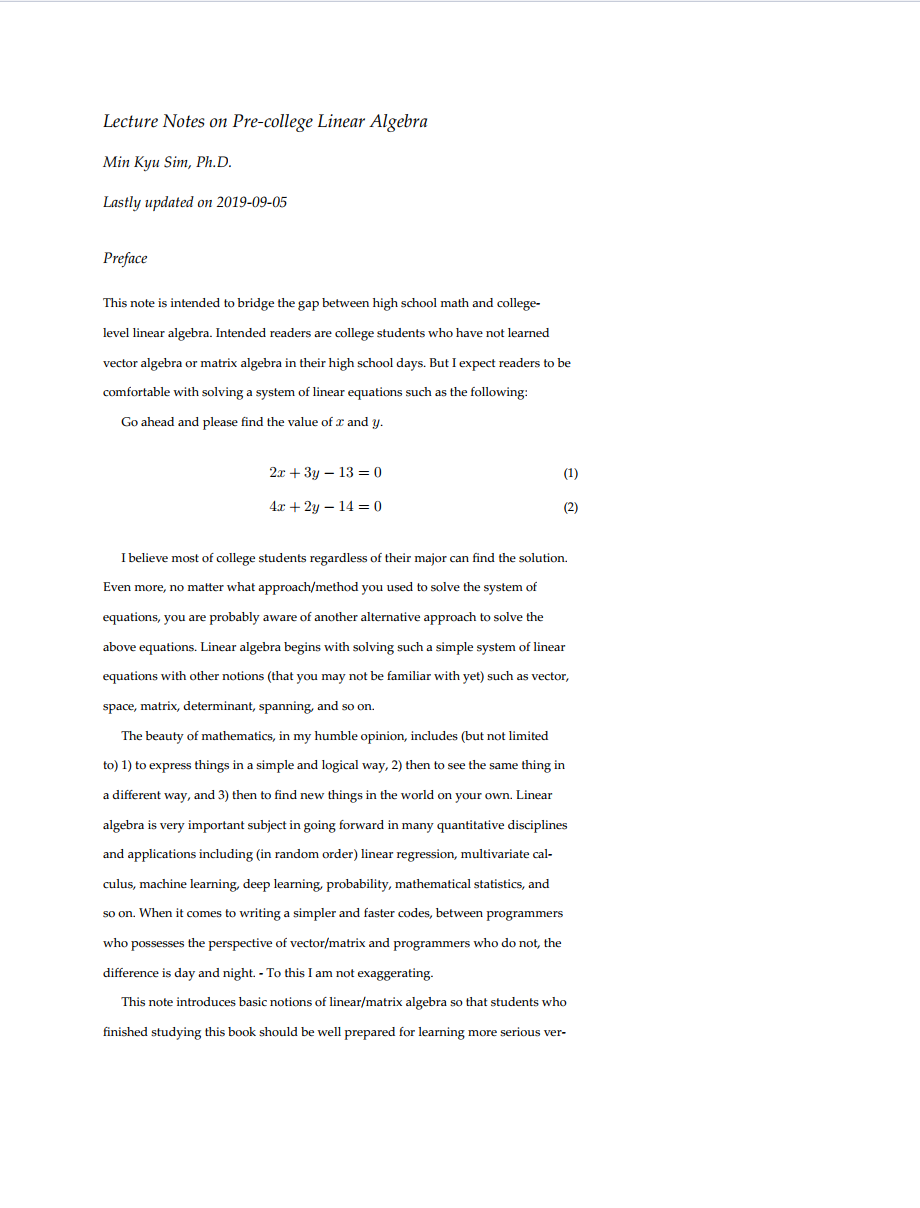 Lecture Notes on Pre-college Linear Algebra
Min Kyu Sim, Ph.D.
Lastly updated on 2019-09-05
Preface
This note is intended to bridge the gap between high school math and college-
level linear algebra. Intended readers are college students who have not learned
vector algebra or matrix algebra in their high school days. But I expect readers to be
comfortable with solving a system of linear equations such as the following:
Go ahead and please find the value of x and y.
2x + 3y − 13 = 0 (1)
4x + 2y − 14 = 0 (2)
I believe most of college students regardless of their major can find the solution.
Even more, no matter what approach/method you used to solve the system of
equations, you are probably aware of another alternative approach to solve the
above equations. Linear algebra begins with solving such a simple system of linear
equations with other notions (that you may not be familiar with yet) such as vector,
space, matrix, determinant, spanning, and so on.
The beauty of mathematics, in my humble opinion, includes (but not limited
to) 1) to express things in a simple and logical way, 2) then to see the same thing in
a different way, and 3) then to find new things in the world on your own. Linear
algebra is very important subject in going forward in many quantitative disciplines
and applications including (in random order) linear regression, multivariate cal-
culus, machine learning, deep learning, probability, mathematical statistics, and
so on. When it comes to writing a simpler and faster codes, between programmers
who possesses the perspective of vector/matrix and programmers who do not, the
difference is day and night. - To this I am not exaggerating.
This note introduces basic notions of linear/matrix algebra so that students who
finished studying this book should be well prepared for learning more serious ver-